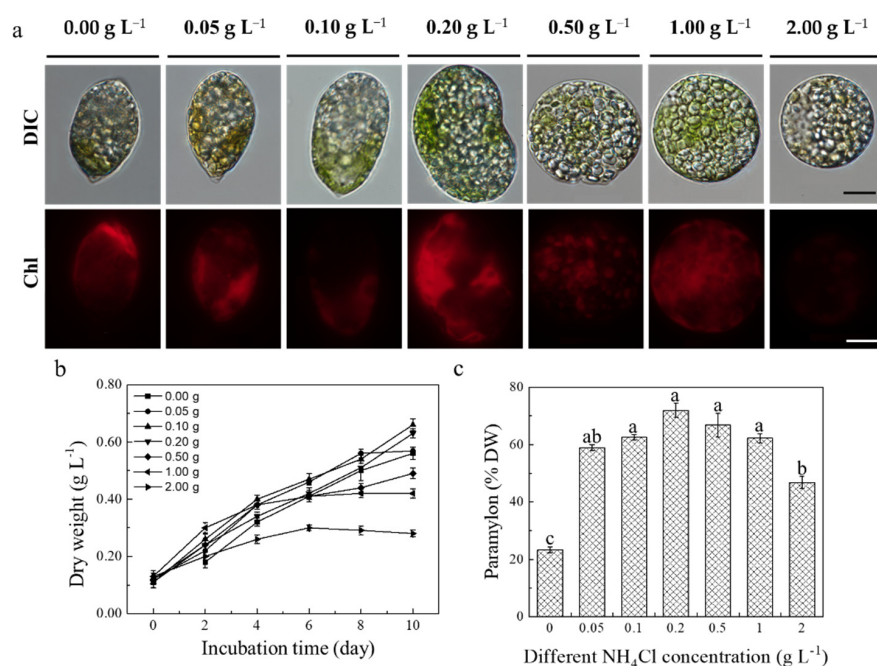 a
0.00 g L⁻¹ 0.05 g L⁻¹ 0.10 g L⁻¹ 0.20 g L⁻¹ 0.50 g L⁻¹ 1.00 g L⁻¹ 2.00 g L⁻¹
DIC
Chl
b
0.80
0.60
0.40
0.20
0.00
Dry weight (g L⁻¹)
0.00 g
0.05 g
0.10 g
0.20 g
0.50 g
1.00 g
2.00 g
0 2 4 6 8 10
Incubation time (day)
c
80
60
40
20
0
Paramylon (% DW)
c ab a a a a b
0 0.05 0.1 0.2 0.5 1 2
Different NH₄Cl concentration (g L⁻¹)